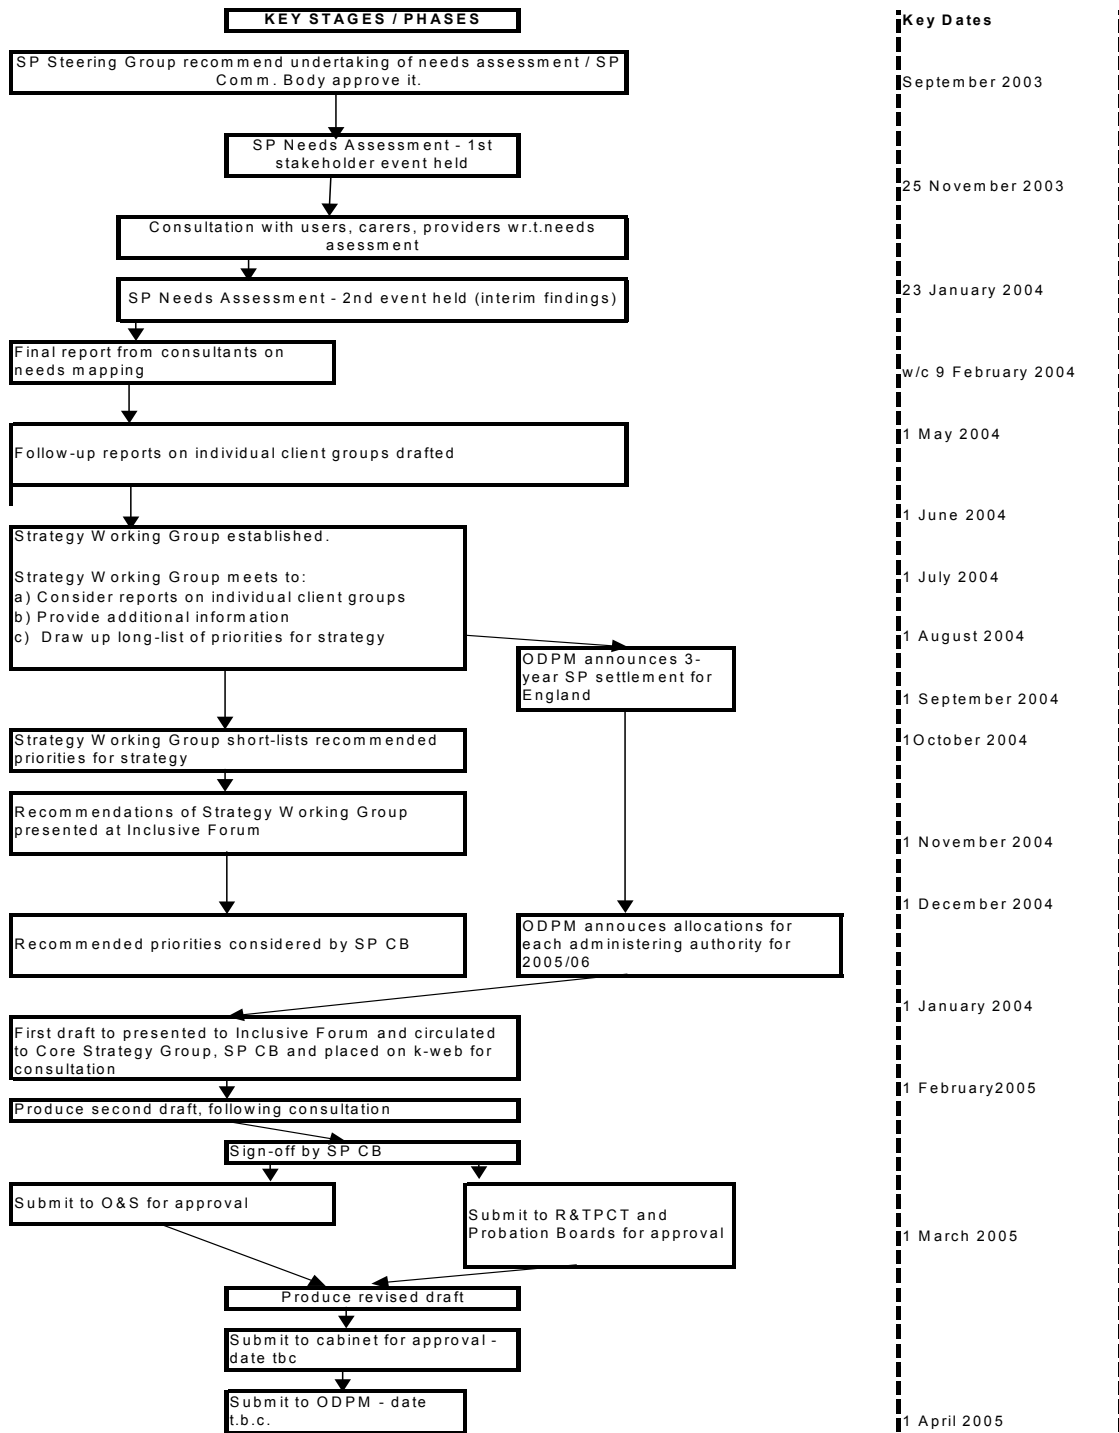 KEY STAGES / PHASES
Key Dates
SP Steering Group recommend undertaking of needs assessment / SP
Comm. Body approve it.
September 2003
SP Needs Assessment - 1st
stakeholder event held
25 November 2003
Consultation with users, carers, providers wr.t.needs
asessment
SP Needs Assessment - 2nd event held (interim findings)
23 January 2004
Final report from consultants on
needs mapping
w/c 9 February 2004
Follow-up reports on individual client groups drafted
1 May 2004
1 June 2004
Strategy Working Group established.
Strategy Working Group meets to:
a) Consider reports on individual client groups
b) Provide additional information
c) Draw up long-list of priorities for strategy
1 July 2004
1 August 2004
ODPM announces 3-
year SP settlement for
England
1 September 2004
Strategy Working Group short-lists recommended
priorities for strategy
1October 2004
Recommendations of Strategy Working Group
presented at Inclusive Forum
1 November 2004
1 December 2004
Recommended priorities considered by SP CB
ODPM annouces allocations for
each administering authority for
2005/06
1 January 2004
First draft to presented to Inclusive Forum and circulated
to Core Strategy Group, SP CB and placed on k-web for
consultation
1 February2005
Produce second draft, following consultation
Sign-off by SP CB
Submit to O&S for approval
Submit to R&TPCT and
Probation Boards for approval
1 March 2005
Produce revised draft
Submit to cabinet for approval -
date tbc
Submit to ODPM - date
t.b.c.
1 April 2005